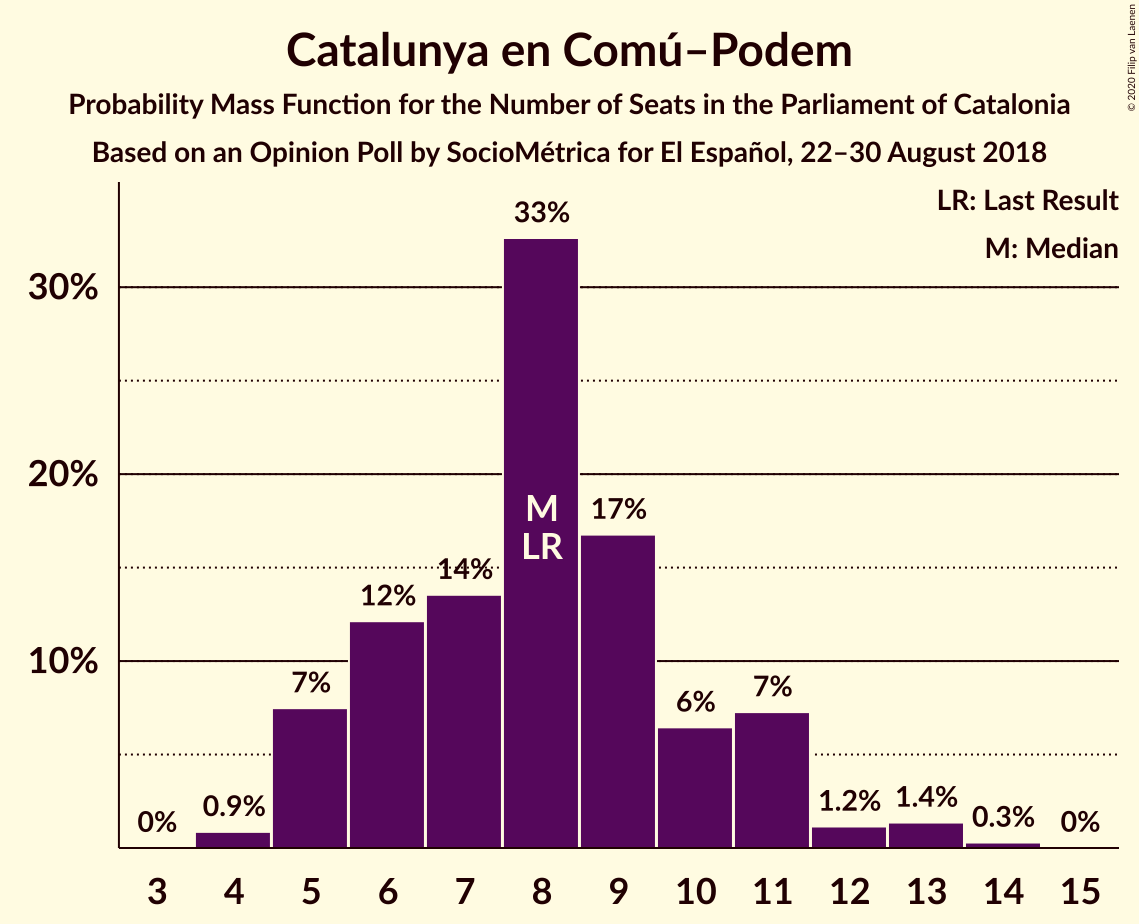 Catalunya en Comú–Podem
Probability Mass Function for the Number of Seats in the Parliament of Catalonia
Based on an Opinion Poll by SocioMétrica for El Español, 22–30 August 2018
© 2020 Filip van Laenen
LR: Last Result
M: Median
30%
20%
10%
0%
0.9%
7%
12%
14%
33%
M
LR
17%
6%
7%
1.2%
1.4%
0.3%
0%
3 4 5 6 7 8 9 10 11 12 13 14 15